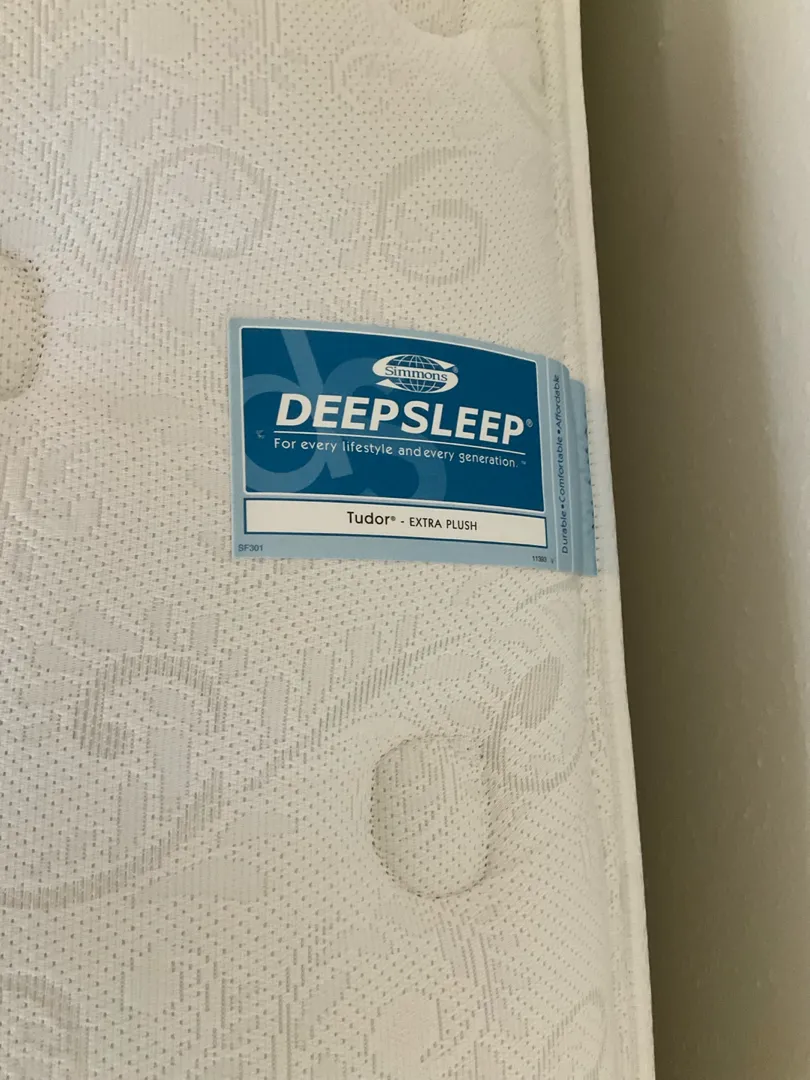 Simmons
DEEPSLEEP®
For every lifestyle and every generation.™
Tudor® - EXTRA PLUSH
SF301
Durable • Comfortable • Affordable